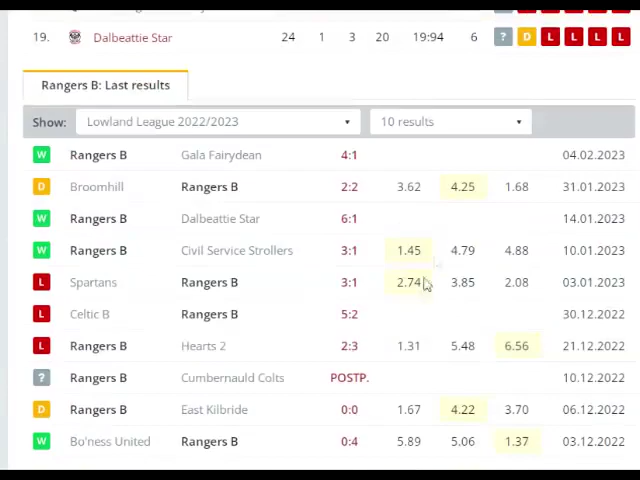 19. Dalbeattie Star 24 1 3 20 19:94 6 ? D L L L L
Rangers B: Last results
Show: Lowland League 2022/2023 10 results
W Rangers B Gala Fairydean 4:1 04.02.2023
D Broomhill Rangers B 2:2 3.62 4.25 1.68 31.01.2023
W Rangers B Dalbeattie Star 6:1 14.01.2023
W Rangers B Civil Service Strollers 3:1 1.45 4.79 4.88 10.01.2023
L Spartans Rangers B 3:1 2.74 3.85 2.08 03.01.2023
L Celtic B Rangers B 5:2 30.12.2022
L Rangers B Hearts 2 2:3 1.31 5.48 6.56 21.12.2022
? Rangers B Cumbernauld Colts POSTP. 10.12.2022
D Rangers B East Kilbride 0:0 1.67 4.22 3.70 06.12.2022
W Bo'ness United Rangers B 0:4 5.89 5.06 1.37 03.12.2022